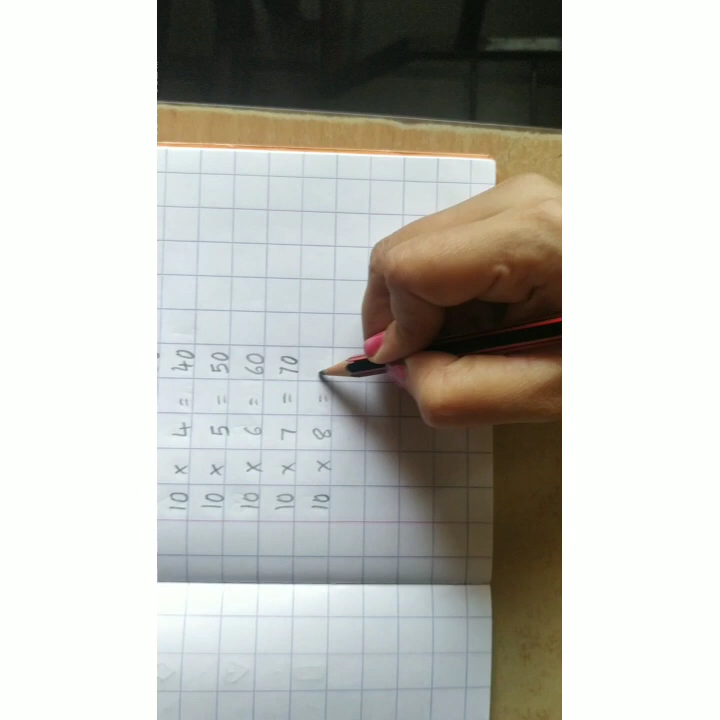 10 x 4 = 40
10 x 5 = 50
10 x 6 = 60
10 x 7 = 70
10 x 8 =